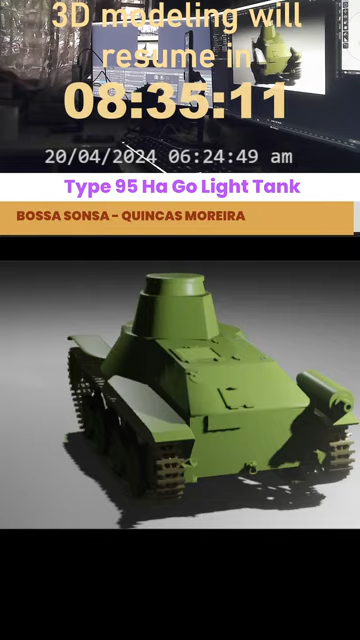 3D modeling will
resume in
08:35:11
20/04/2024 06:24:49 am
Type 95 Ha Go Light Tank
BOSSA SONSA - QUINCAS MOREIRA